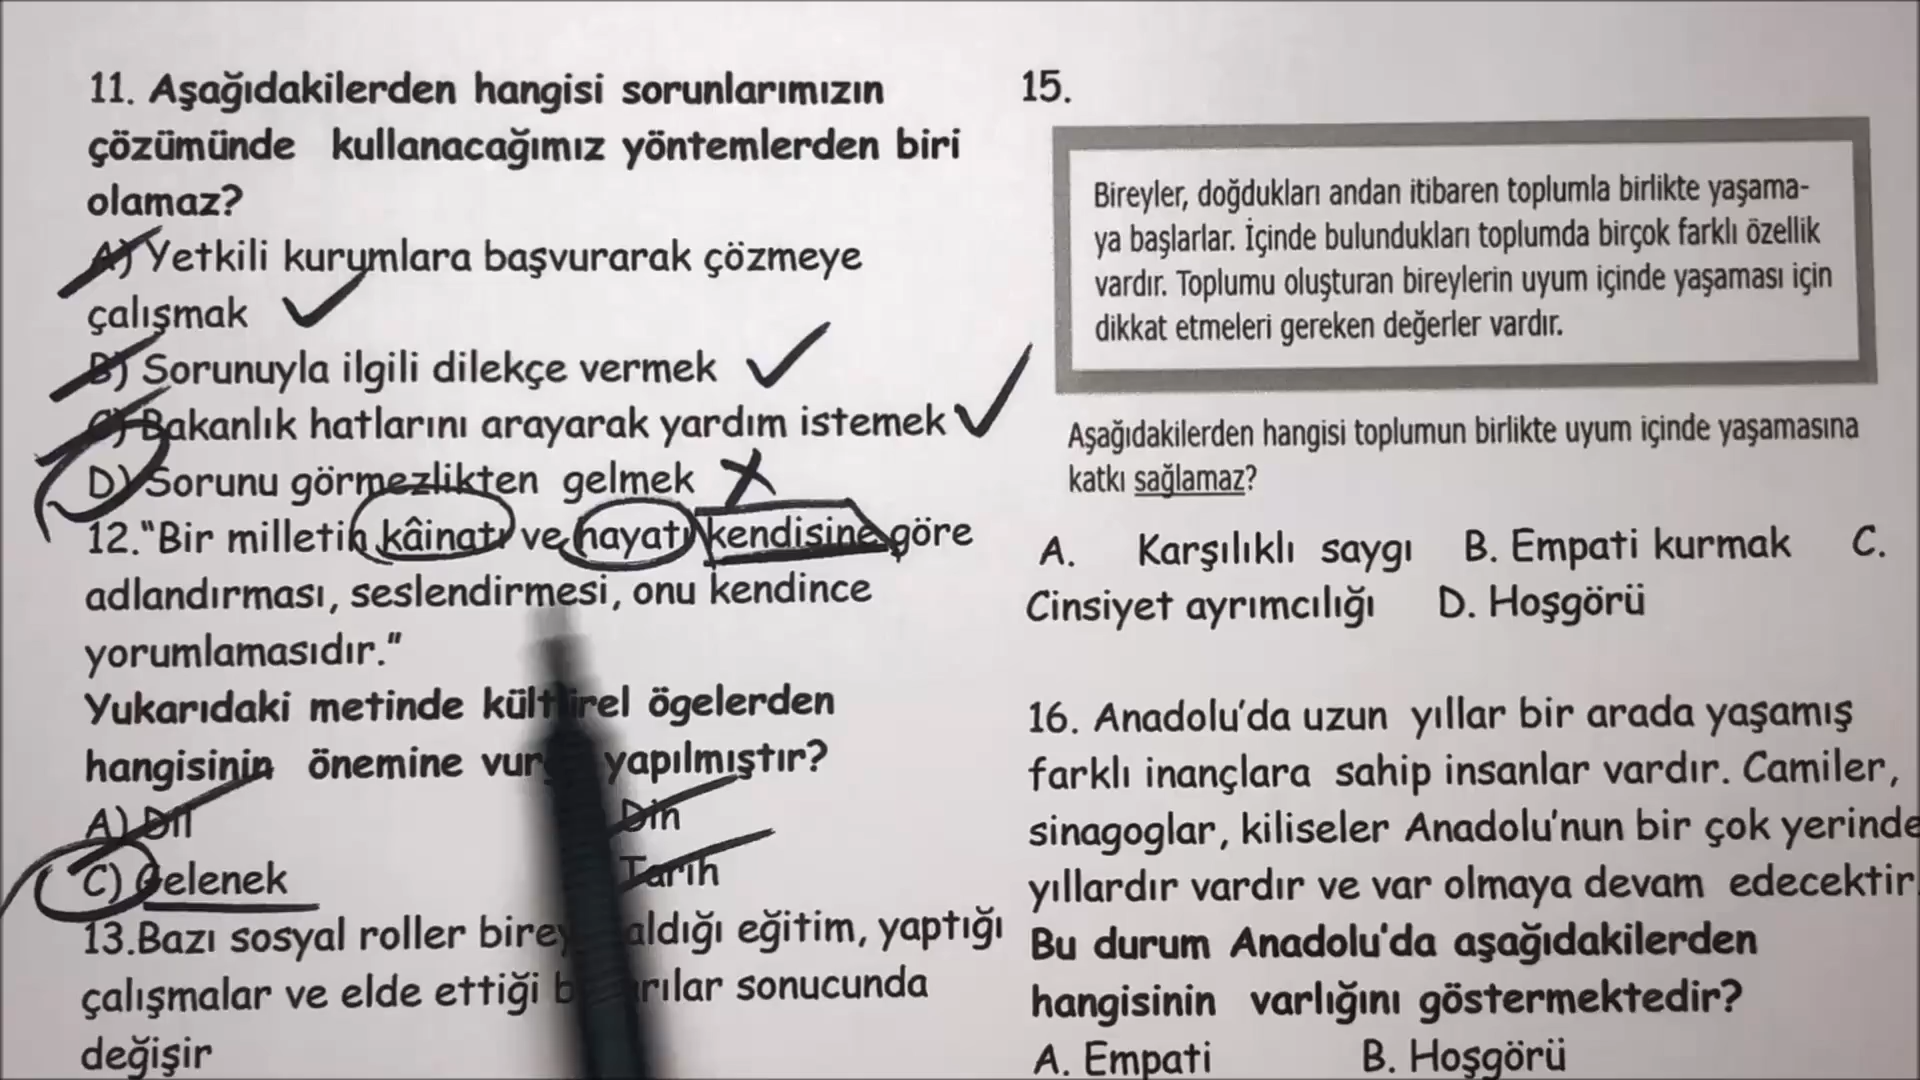 11. Aşağıdakilerden hangisi sorunlarımızın
çözümünde kullanacağımız yöntemlerden biri
olamaz?
A) Yetkili kurumlara başvurarak çözmeye
çalışmak
B) Sorunuyla ilgili dilekçe vermek
C) Bakanlık hatlarını arayarak yardım istemek
D) Sorunu görmezlikten gelmek
12."Bir milletin kâinatı ve hayatı kendisine göre
adlandırması, seslendirmesi, onu kendince
yorumlamasıdır."
Yukarıdaki metinde kültürel ögelerden
hangisinin önemine yapılmıştır?
A) Dil Din
C) Gelenek Tarih
13.Bazı sosyal roller aldığı eğitim, yaptığı
çalışmalar ve elde ettiği sonucunda
değişir
15.
Bireyler, doğdukları andan itibaren toplumla birlikte yaşama-
ya başlarlar. İçinde bulundukları toplumda birçok farklı özellik
vardır. Toplumu oluşturan bireylerin uyum içinde yaşaması için
dikkat etmeleri gereken değerler vardır.
Aşağıdakilerden hangisi toplumun birlikte uyum içinde yaşamasına
katkı sağlamaz?
A. Karşılıklı saygı B. Empati kurmak C.
Cinsiyet ayrımcılığı D. Hoşgörü
16. Anadolu'da uzun yıllar bir arada yaşamış
farklı inançlara sahip insanlar vardır. Camiler,
sinagoglar, kiliseler Anadolu'nun bir çok yerinde
yıllardır vardır ve var olmaya devam edecektir
Bu durum Anadolu'da aşağıdakilerden
hangisinin varlığını göstermektedir?
A. Empati B. Hoşgörü